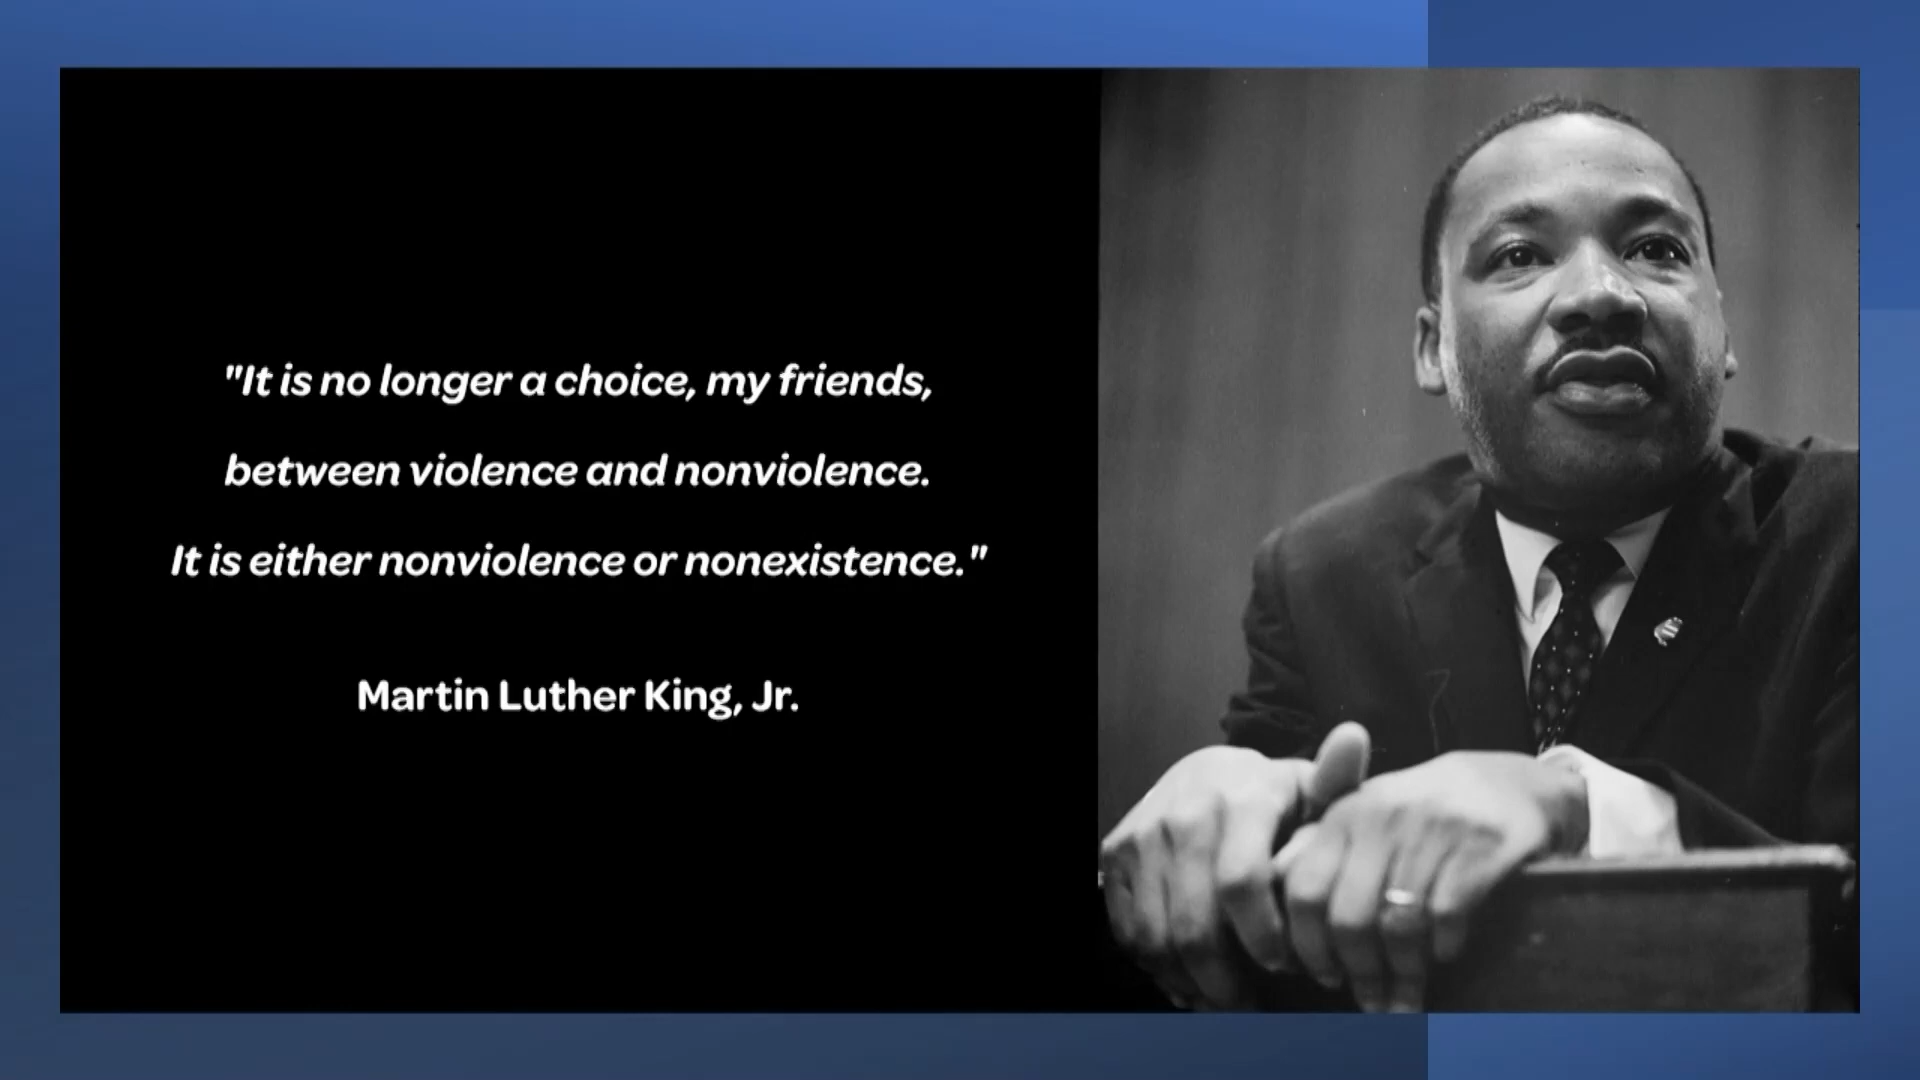 "It is no longer a choice, my friends,
between violence and nonviolence.
It is either nonviolence or nonexistence."
Martin Luther King, Jr.